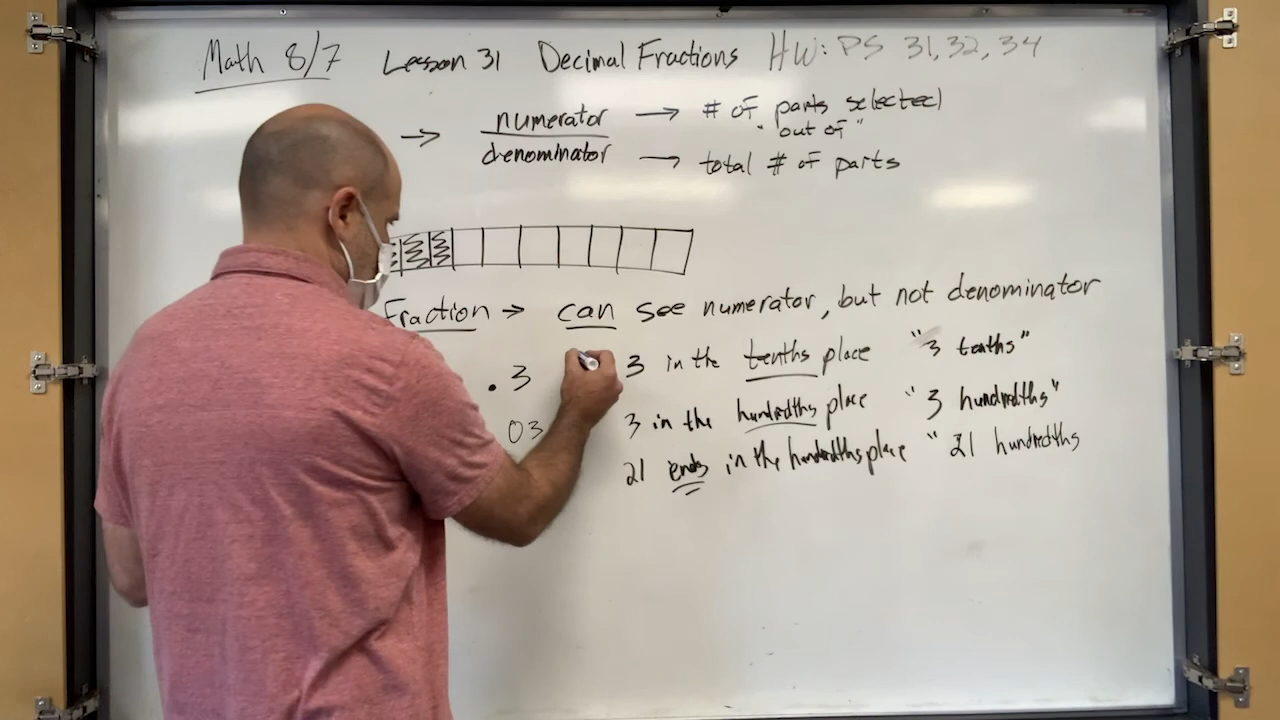 Math 8/7 Lesson 31 Decimal Fractions HW: PS 31, 32, 34
→ numerator → # of parts selected
"out of"
denominator → total # of parts
Fraction → can see numerator, but not denominator
.3 3 in the tenths place "3 tenths"
03 3 in the hundredths place "3 hundredths"
21 ends in the hundredths place "21 hundredths